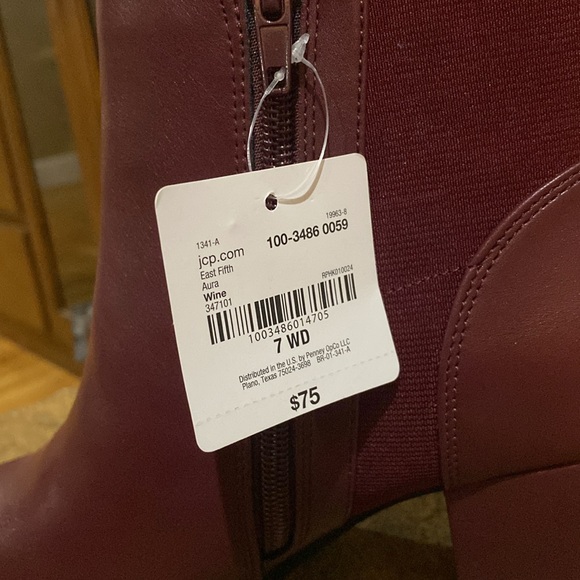 1341-A
19963-8
jcp.com
100-3486 0059
East Fifth
Aura
Wine
347101
RPHK010024
1003486014705
7 WD
Distributed in the U.S. by Penney OpCo LLC
Plano, Texas 75024-3698 BR-01-341-A
$75